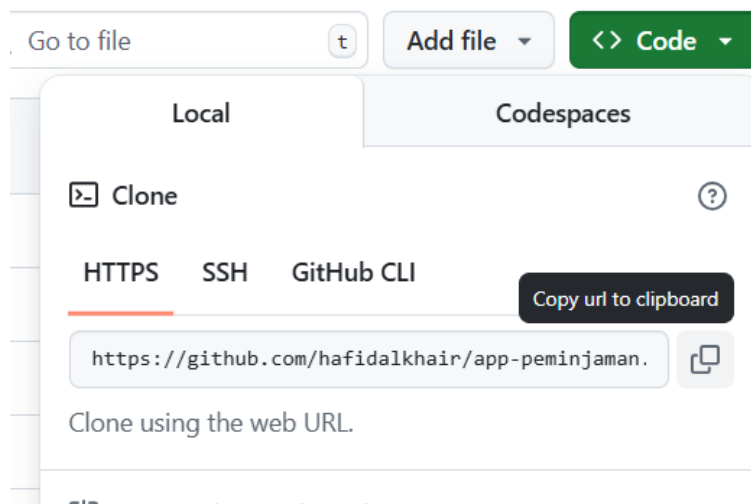 Go to file t Add file <> Code
Local Codespaces
Clone
HTTPS SSH GitHub CLI
Copy url to clipboard
https://github.com/hafidalkhair/app-peminjaman.
Clone using the web URL.